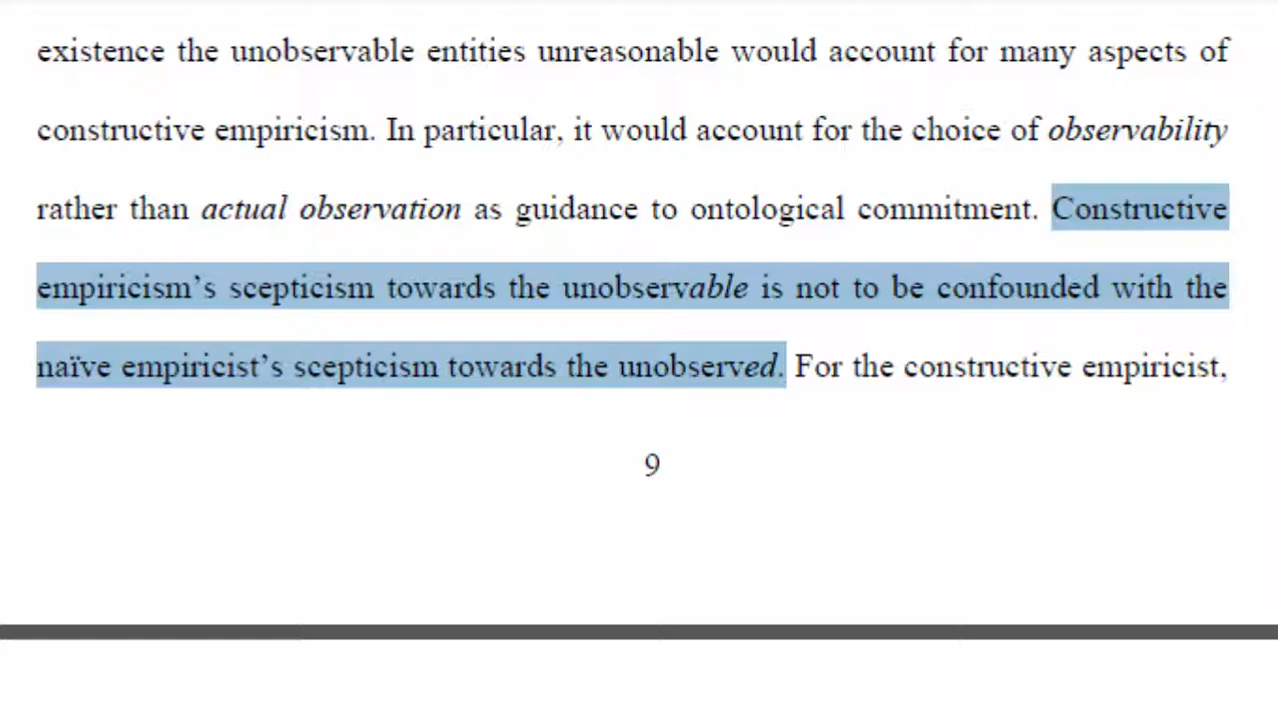 existence the unobservable entities unreasonable would account for many aspects of
constructive empiricism. In particular, it would account for the choice of observability
rather than actual observation as guidance to ontological commitment. Constructive
empiricism’s scepticism towards the unobservable is not to be confounded with the
naïve empiricist’s scepticism towards the unobserved. For the constructive empiricist,
9